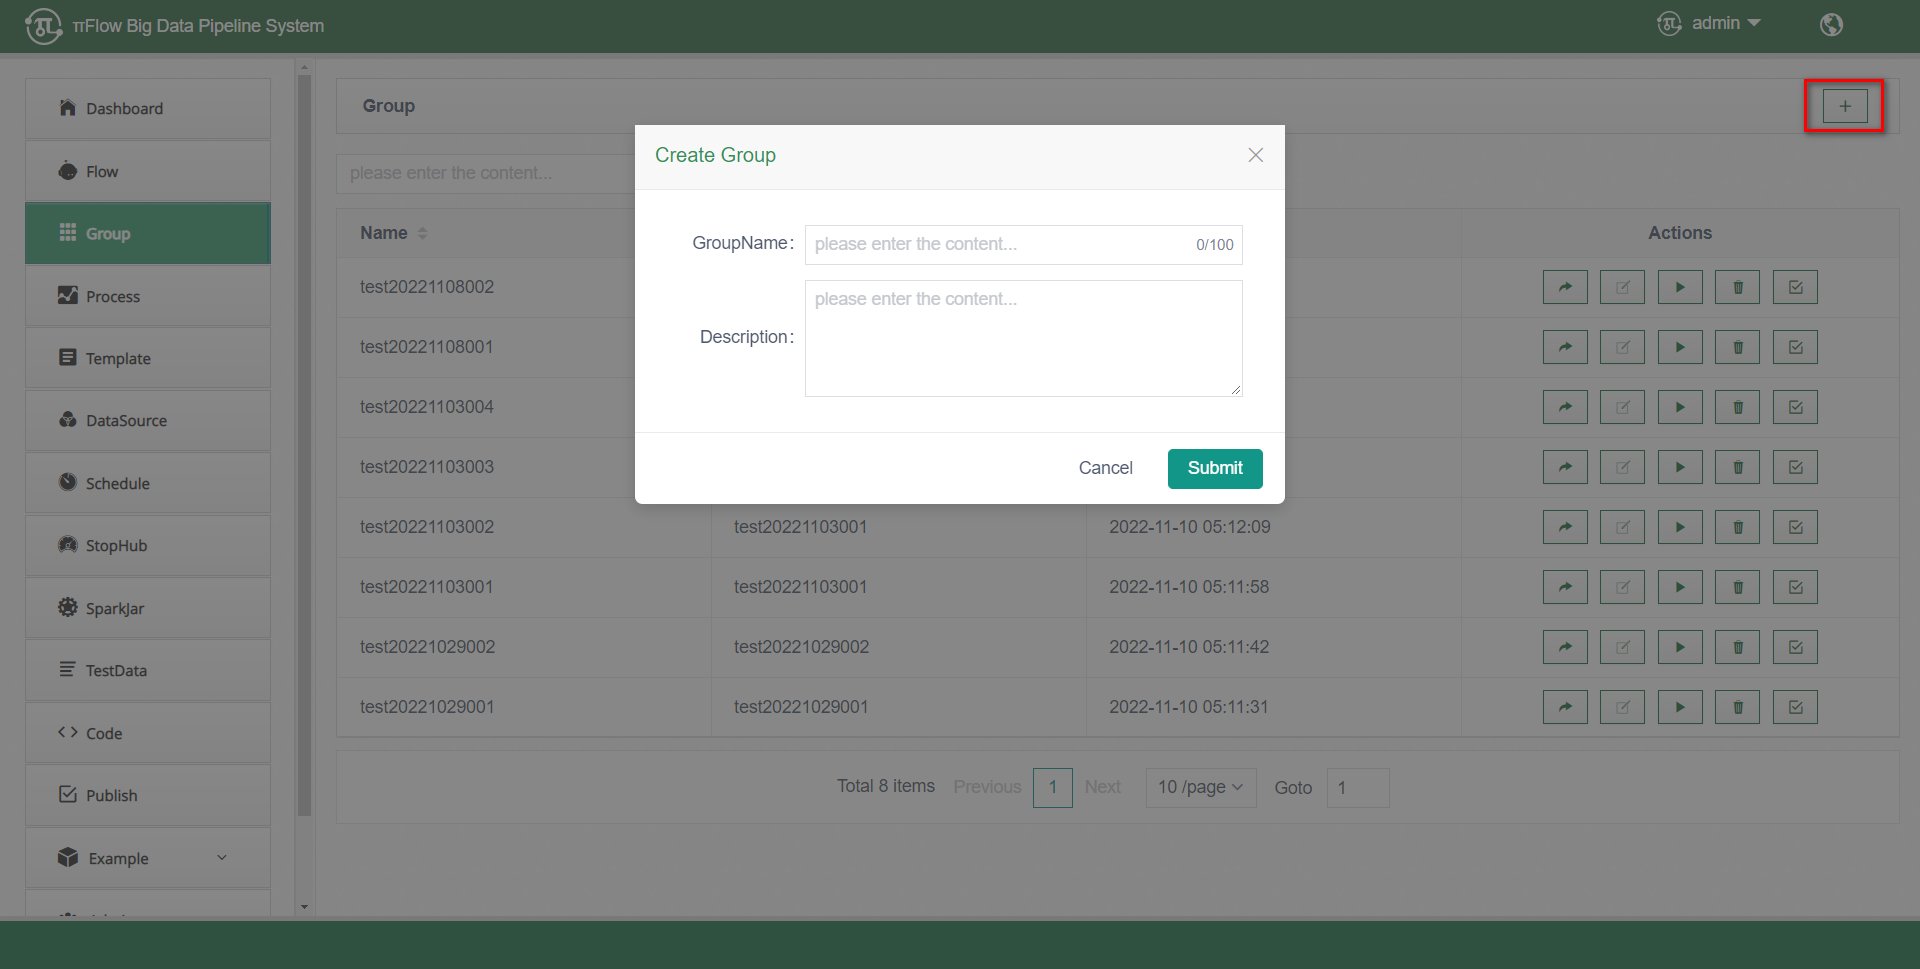 πFlow Big Data Pipeline System
admin
Dashboard
Flow
Group
Process
Template
DataSource
Schedule
StopHub
SparkJar
TestData
Code
Publish
Example
Group
+
please enter the content...
Name
Actions
test20221108002
test20221108001
test20221103004
test20221103003
test20221103002 test20221103001 2022-11-10 05:12:09
test20221103001 test20221103001 2022-11-10 05:11:58
test20221029002 test20221029002 2022-11-10 05:11:42
test20221029001 test20221029001 2022-11-10 05:11:31
Total 8 items Previous 1 Next 10 /page Goto 1
Create Group
GroupName: please enter the content... 0/100
Description: please enter the content...
Cancel Submit